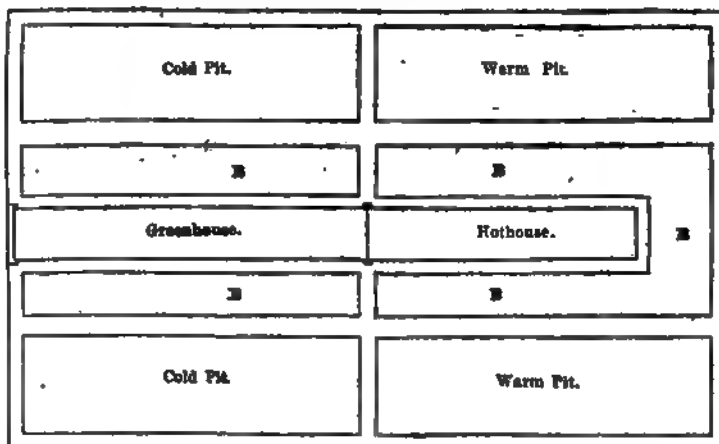 Cold Pit.
Warm Pit.
B
B
Greenhouse.
Hothouse.
B
B
B
Cold Pit.
Warm Pit.